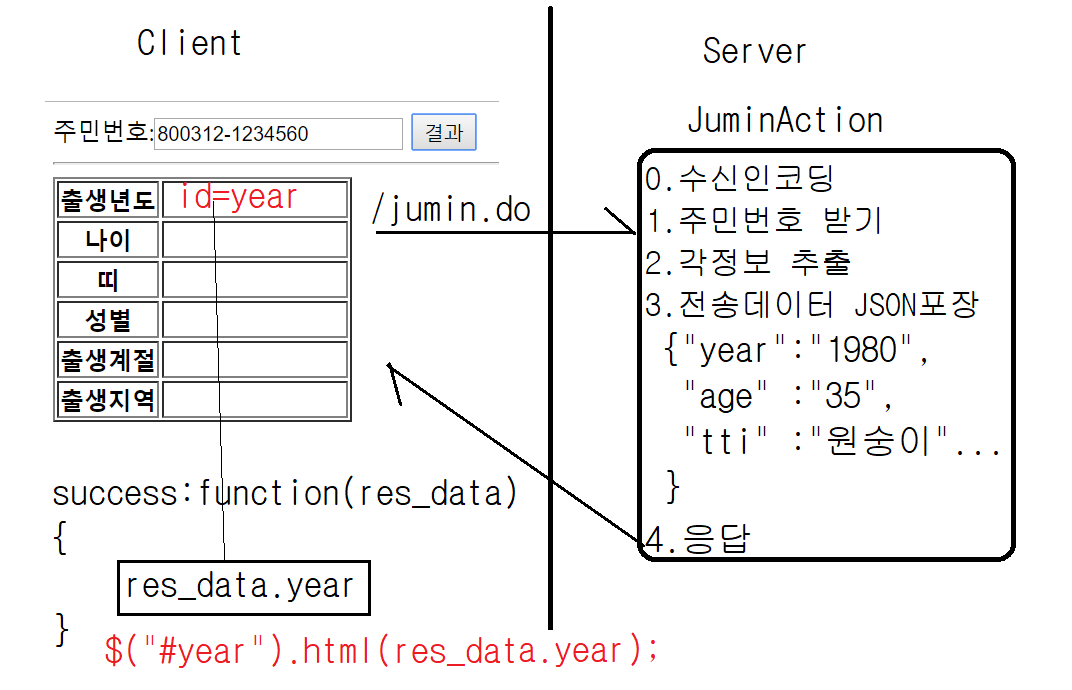 Client
Server
주민번호:800312-1234560 결과
JuminAction
출생년도 id=year
나이
띠
성별
출생계절
출생지역
/jumin.do
0.수신인코딩
1.주민번호 받기
2.각정보 추출
3.전송데이터 JSON포장
{"year":"1980",
"age" :"35",
"tti" :"원숭이"...
}
4.응답
success:function(res_data)
{
res_data.year
}
$("#year").html(res_data.year);